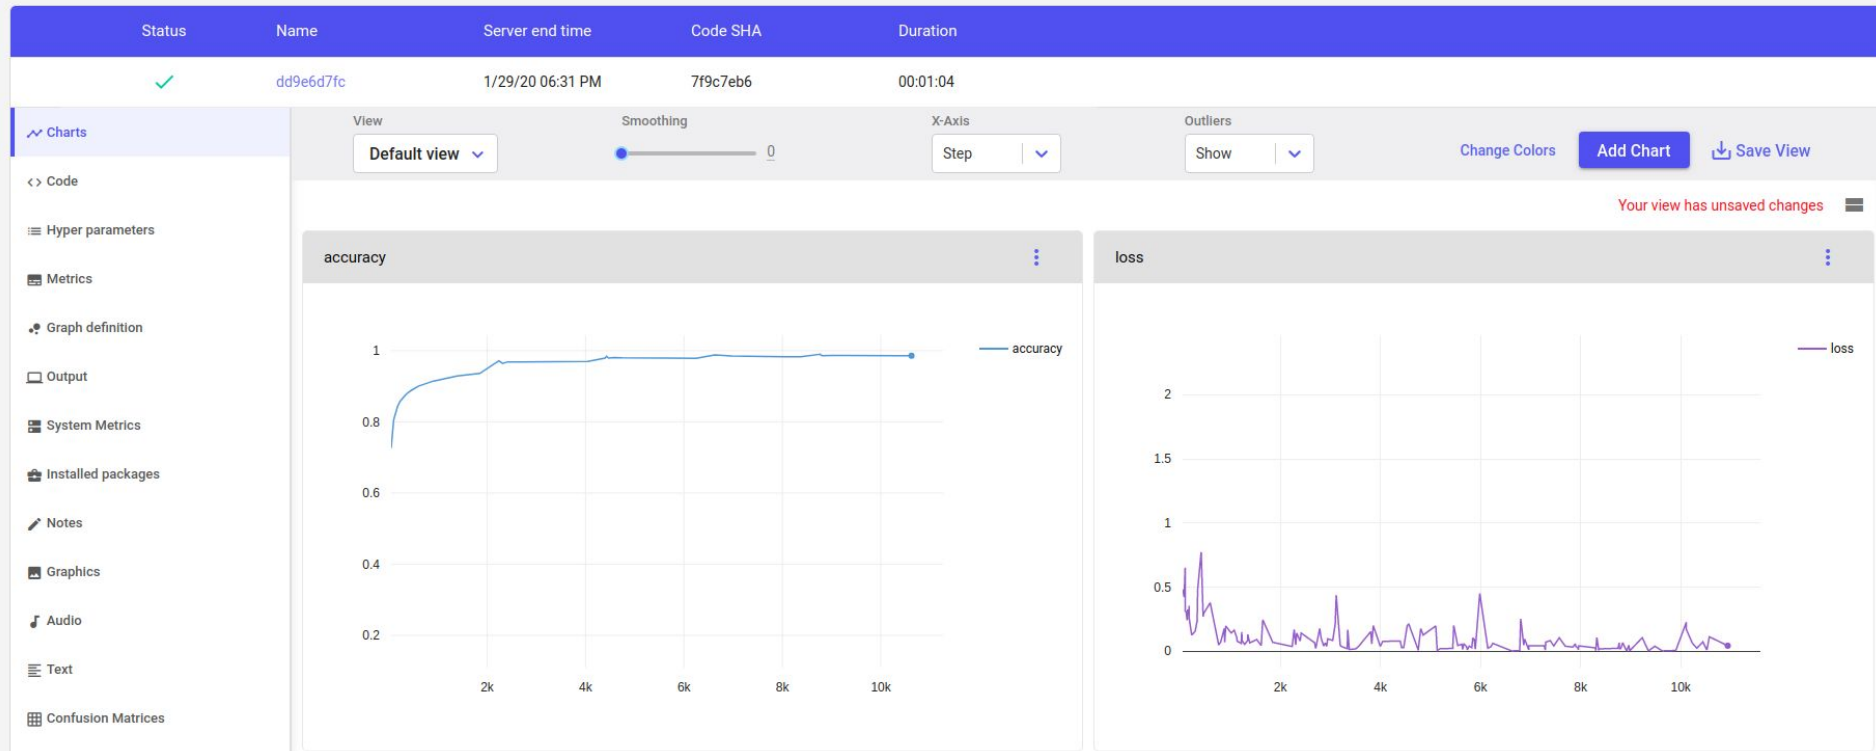 Status Name Server end time Code SHA Duration
dd9e6d7fc 1/29/20 06:31 PM 7f9c7eb6 00:01:04
Charts
Code
Hyper parameters
Metrics
Graph definition
Output
System Metrics
Installed packages
Notes
Graphics
Audio
Text
Confusion Matrices
View Smoothing X-Axis Outliers
Default view 0 Step Show Change Colors Add Chart Save View
Your view has unsaved changes
accuracy
1
0.8
0.6
0.4
0.2
2k 4k 6k 8k 10k
accuracy
loss
2
1.5
1
0.5
0
2k 4k 6k 8k 10k
loss